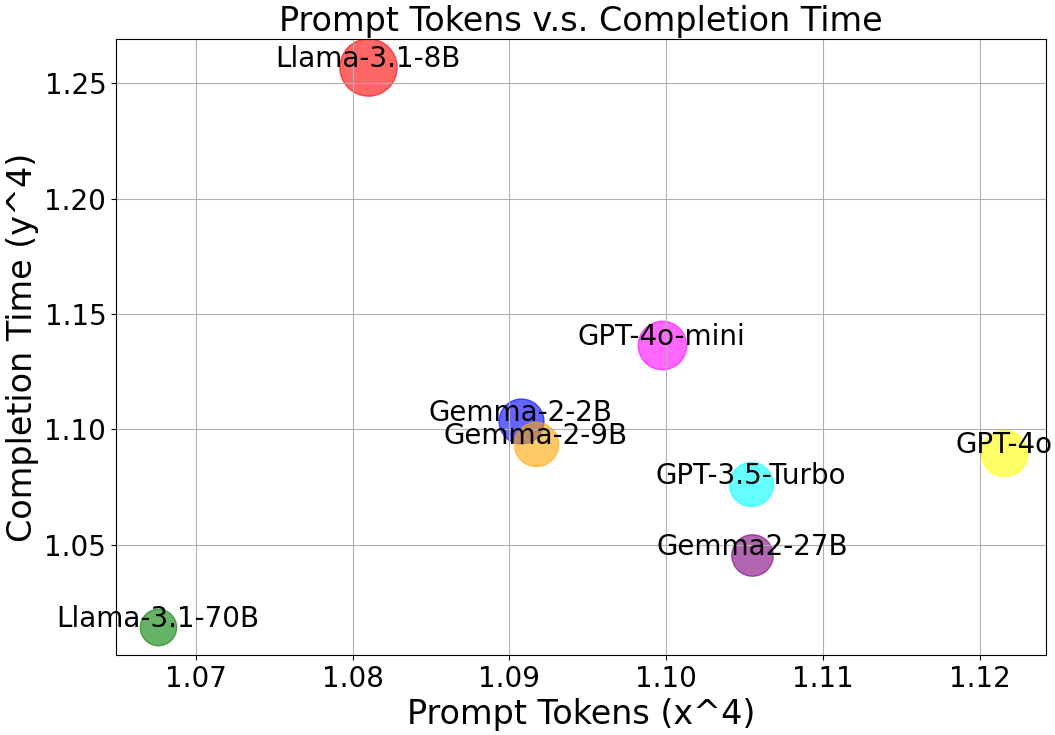 Prompt Tokens v.s. Completion Time
Completion Time (y^4)
1.25
1.20
1.15
1.10
1.05
Llama-3.1-8B
GPT-4o-mini
Gemma-2-2B
Gemma-2-9B
GPT-4o
GPT-3.5-Turbo
Gemma2-27B
Llama-3.1-70B
1.07 1.08 1.09 1.10 1.11 1.12
Prompt Tokens (x^4)